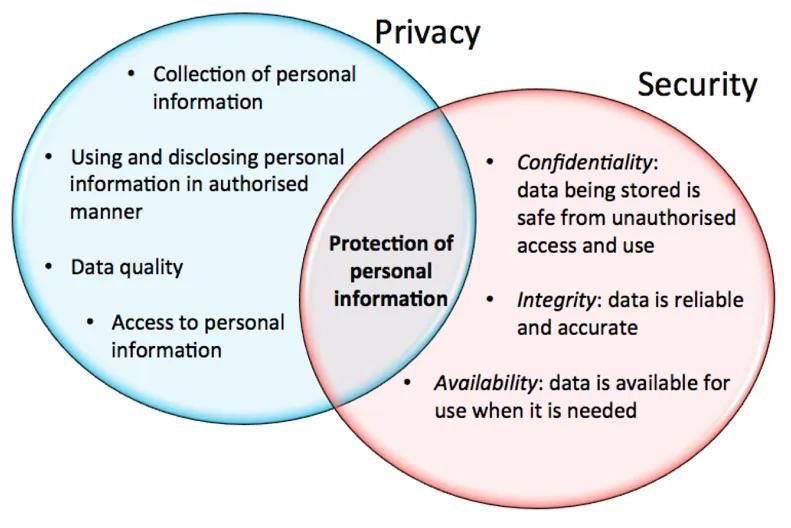 Privacy
• Collection of personal
information
• Using and disclosing personal
information in authorised
manner
• Data quality
• Access to personal
information
Protection of
personal
information
Security
• Confidentiality:
data being stored is
safe from unauthorised
access and use
• Integrity: data is reliable
and accurate
• Availability: data is available for
use when it is needed